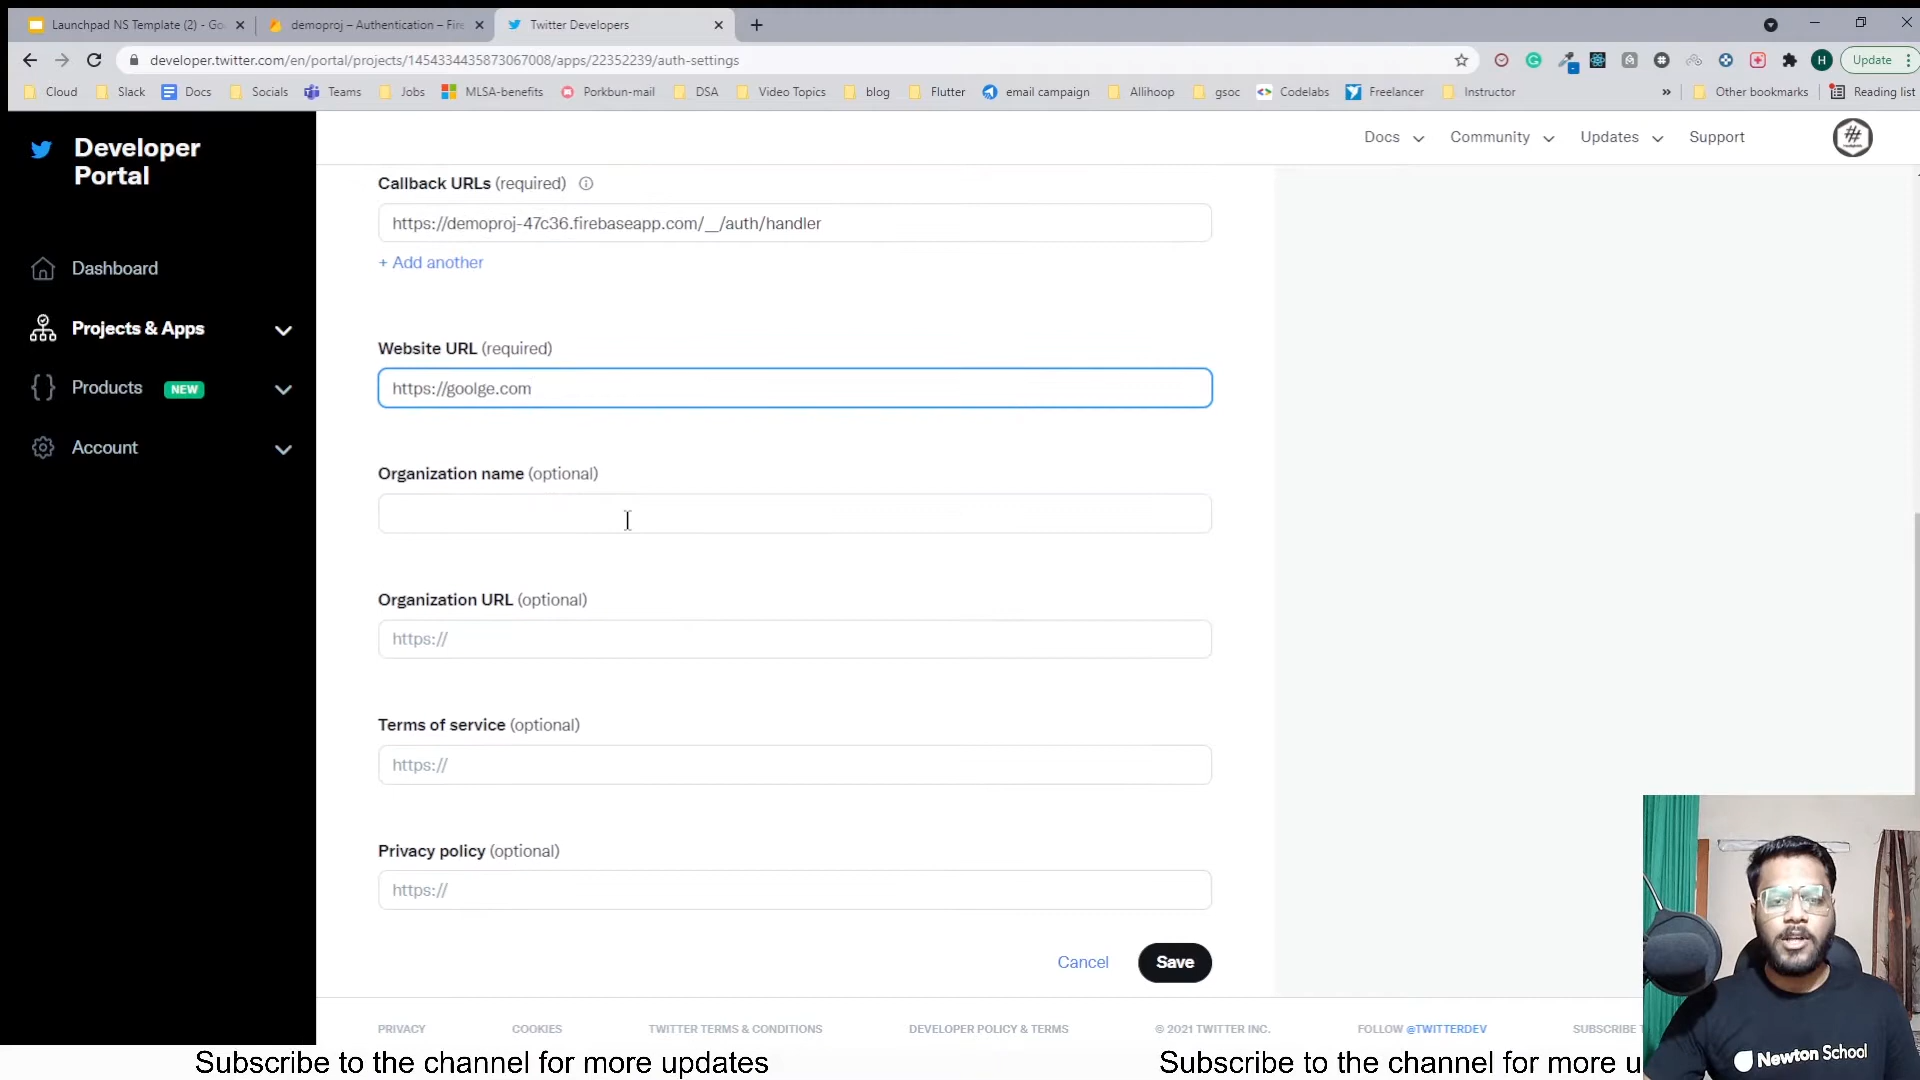 Launchpad NS Template (2) - Go
demoproj – Authentication – Fire
Twitter Developers
developer.twitter.com/en/portal/projects/1454334435873067008/apps/22352239/auth-settings
H
Update
Cloud
Slack
Docs
Socials
Teams
Jobs
MLSA-benefits
Porkbun-mail
DSA
Video Topics
blog
Flutter
email campaign
Allihoop
gsoc
Codelabs
Freelancer
Instructor
»
Other bookmarks
Reading list
Developer
Portal
Docs
Community
Updates
Support
Dashboard
Projects & Apps
Products NEW
Account
Callback URLs (required)
https://demoproj-47c36.firebaseapp.com/__/auth/handler
+ Add another
Website URL (required)
https://goolge.com
Organization name (optional)
Organization URL (optional)
https://
Terms of service (optional)
https://
Privacy policy (optional)
https://
Cancel
Save
PRIVACY
COOKIES
TWITTER TERMS & CONDITIONS
DEVELOPER POLICY & TERMS
© 2021 TWITTER INC.
FOLLOW @TWITTERDEV
SUBSCRIBE
Newton School
Subscribe to the channel for more updates
Subscribe to the channel for more u